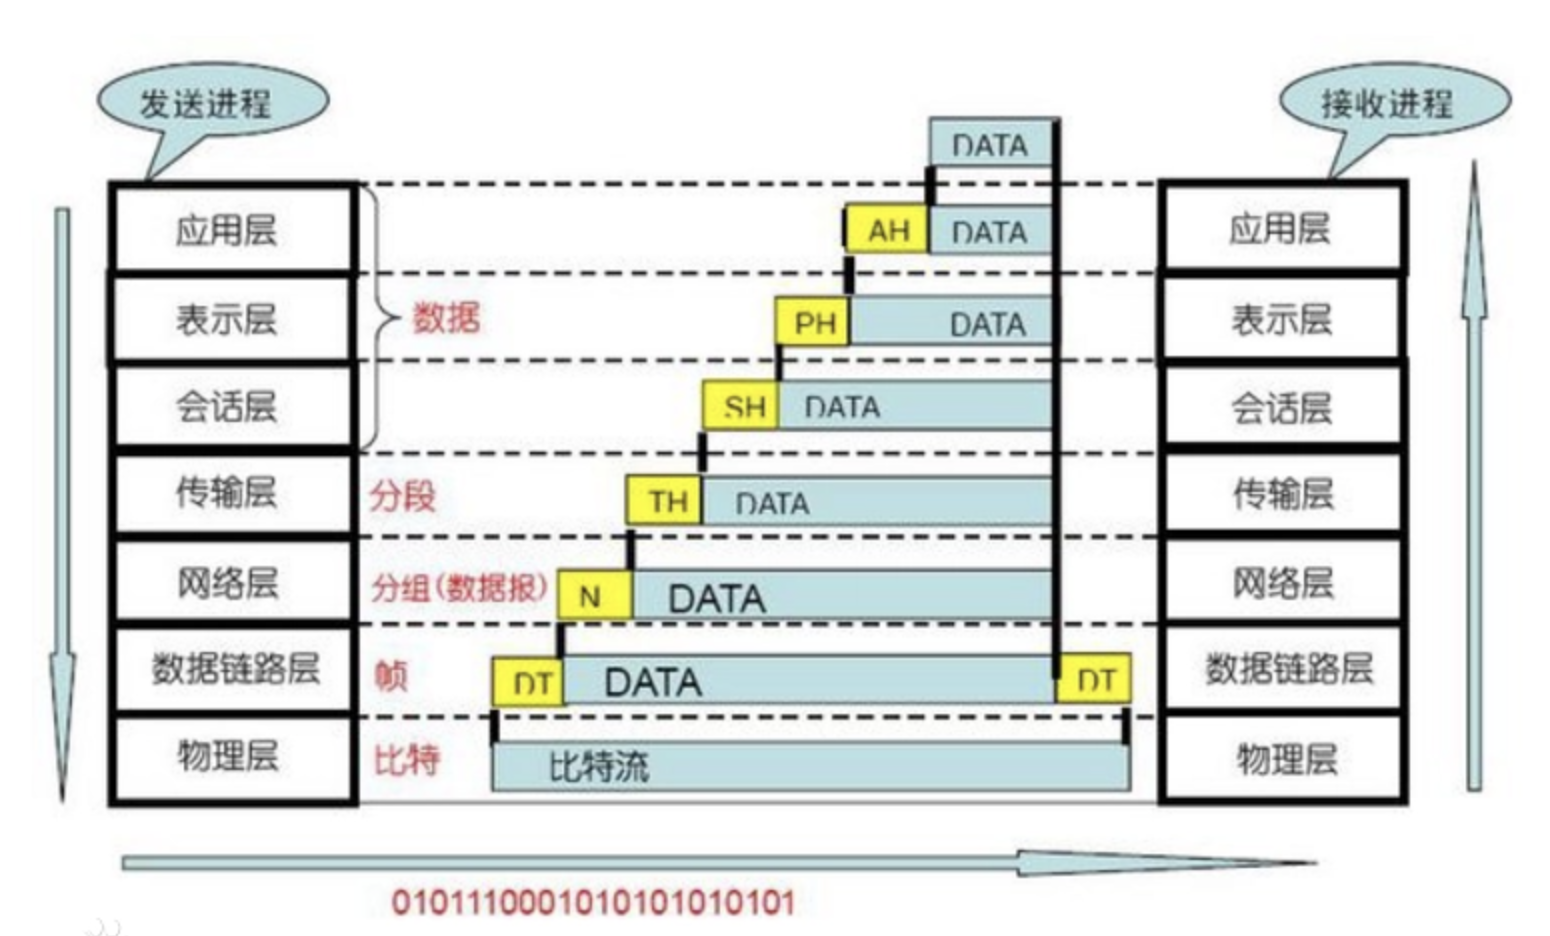 发送进程
接收进程
DATA
应用层
AH
DATA
应用层
表示层
数据
PH
DATA
表示层
会话层
SH
DATA
会话层
传输层
分段
TH
DATA
传输层
网络层
分组(数据报)
N
DATA
网络层
数据链路层
帧
DT
DATA
DT
数据链路层
物理层
比特
比特流
物理层
0101110001010101010101